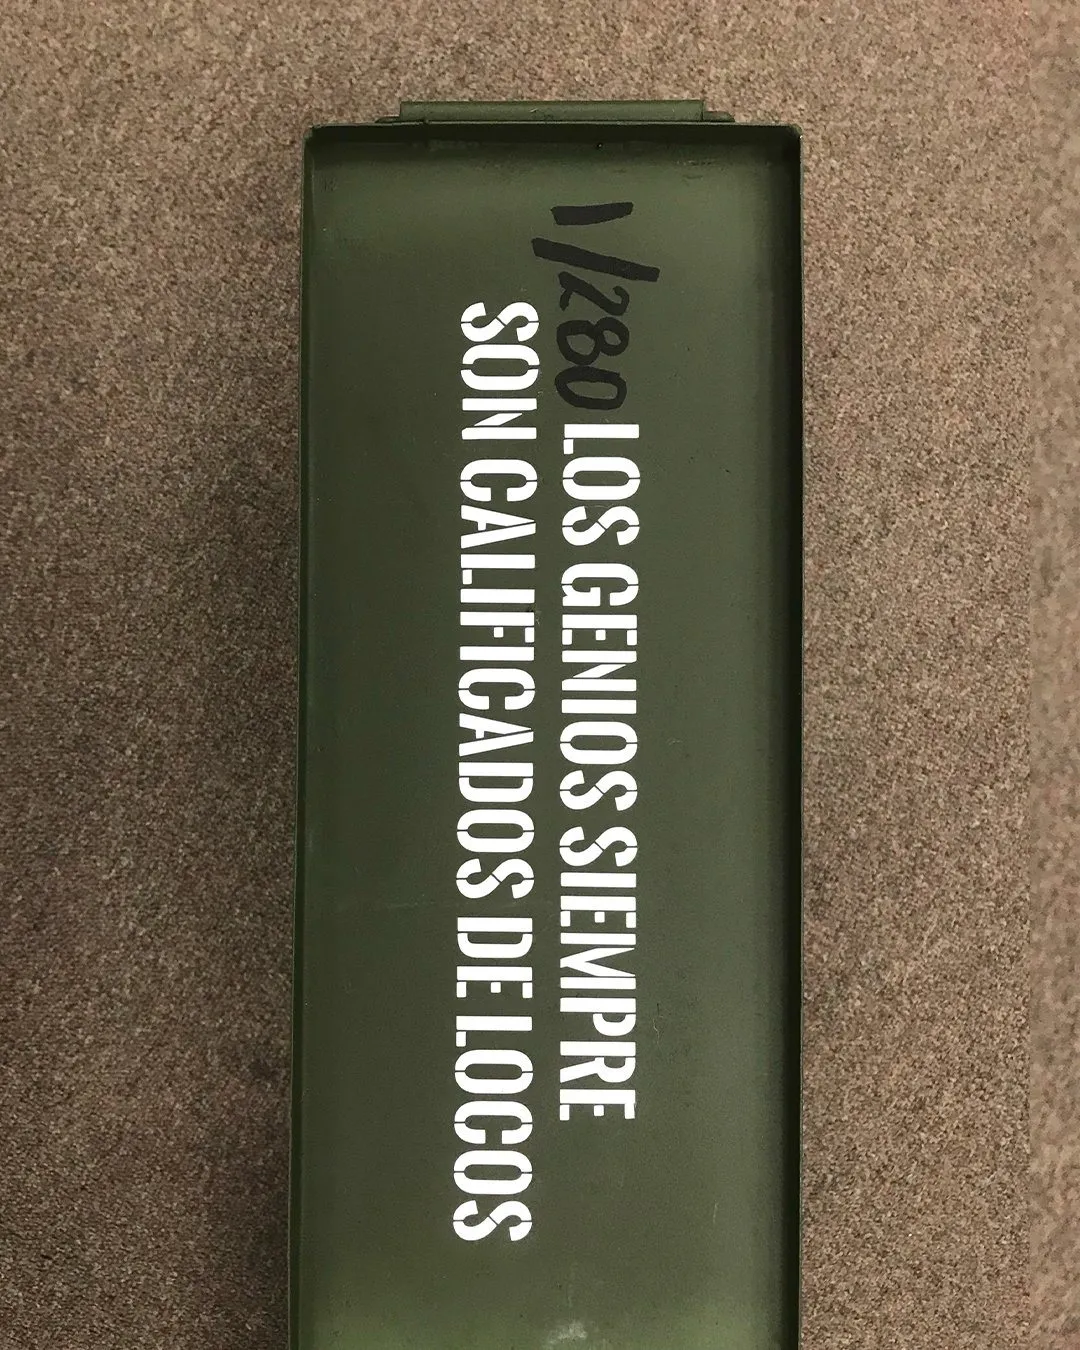 1/280
LOS GENIOS SIEMPRE
SON CALIFICADOS DE LOCOS